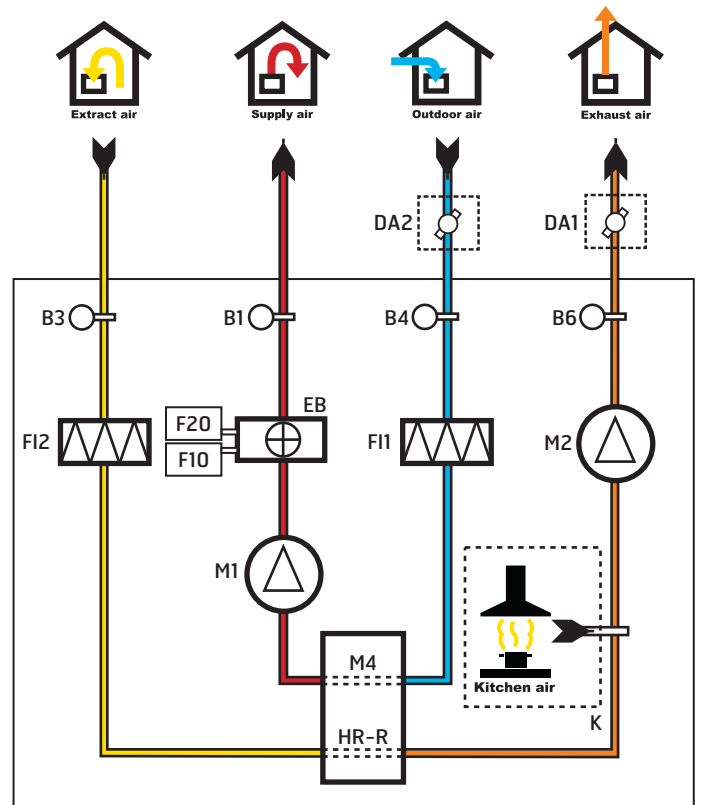 Extract air
Supply air
Outdoor air
Exhaust air
DA2
DA1
B3
B1
B4
B6
EB
F20
F10
FI2
FI1
M2
M1
M4
Kitchen air
K
HR-R